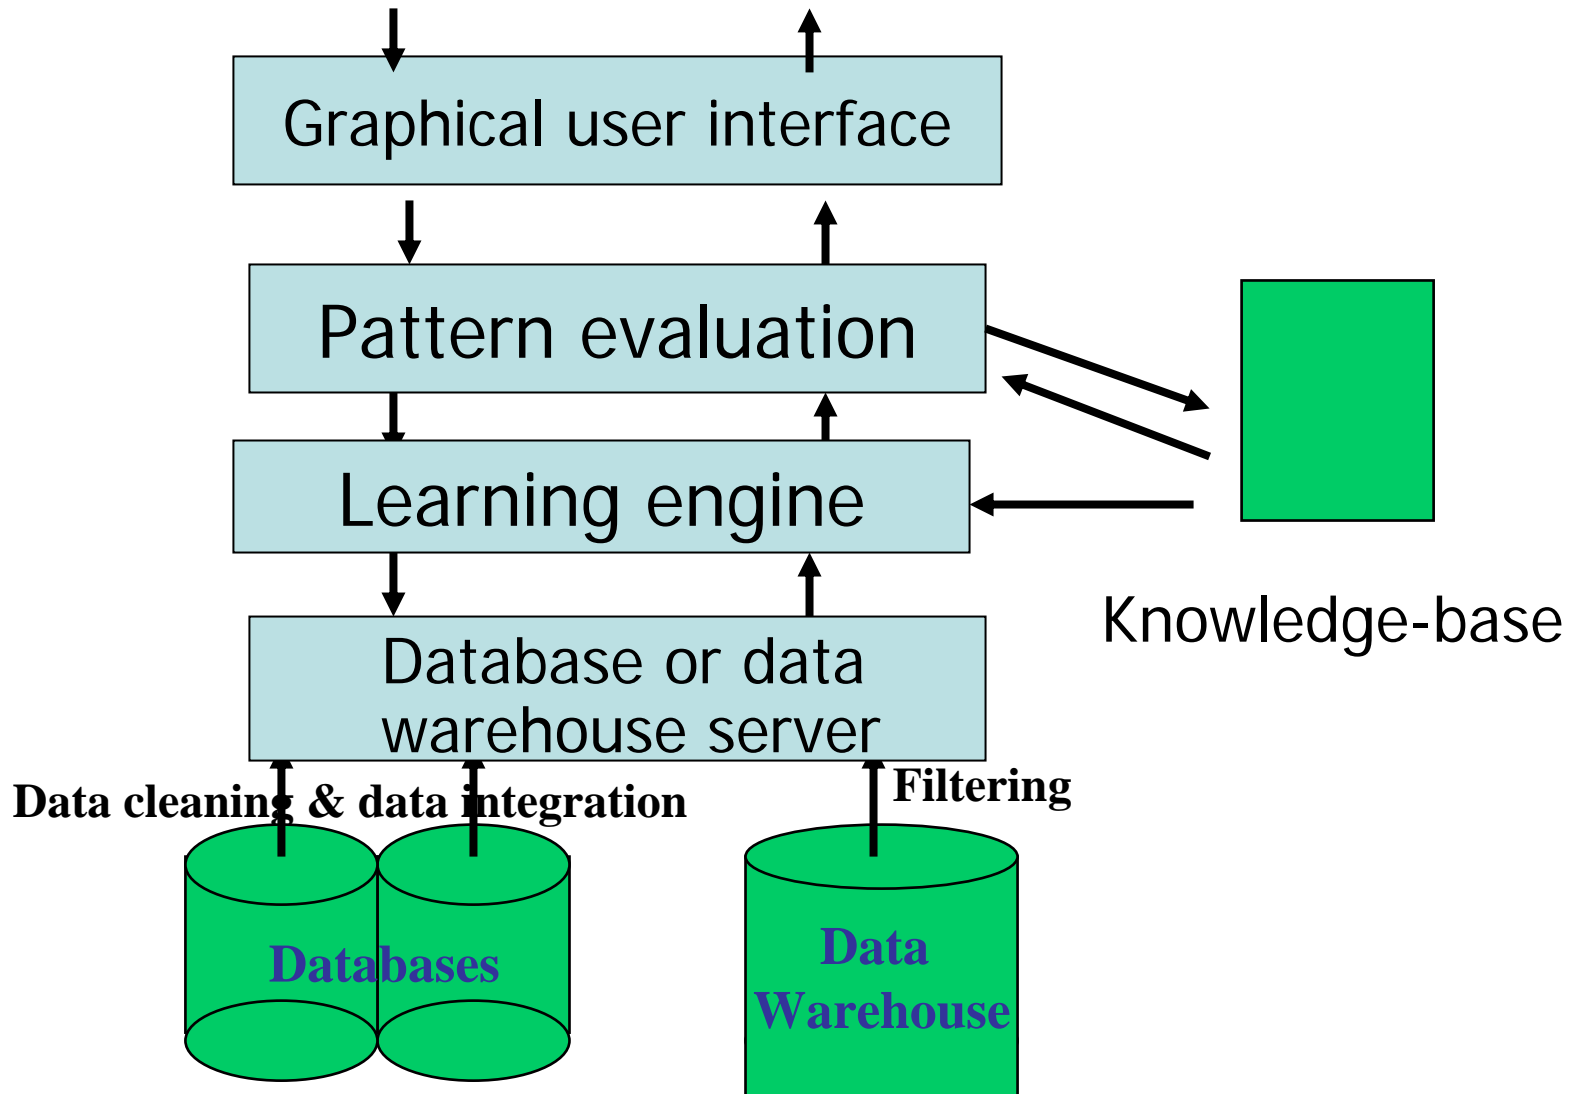 Graphical user interface
Pattern evaluation
Learning engine
Knowledge-base
Database or data
warehouse server
Data cleaning & data integration
Filtering
Databases
Data
Warehouse